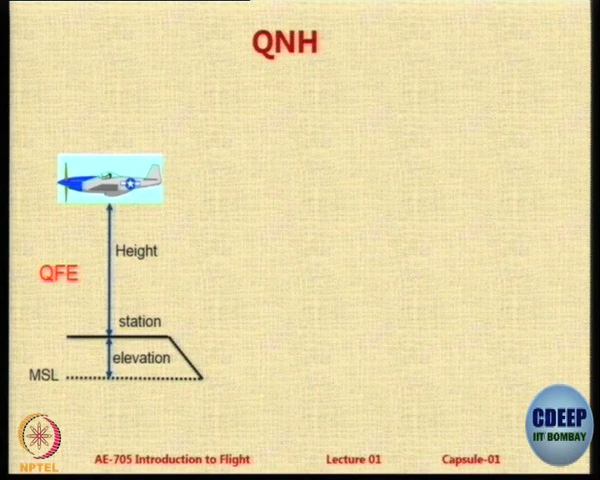 QNH
Height
QFE
station
elevation
MSL
CDEEP
IIT BOMBAY
NPTEL
AE-705 Introduction to Flight
Lecture 01
Capsule-01